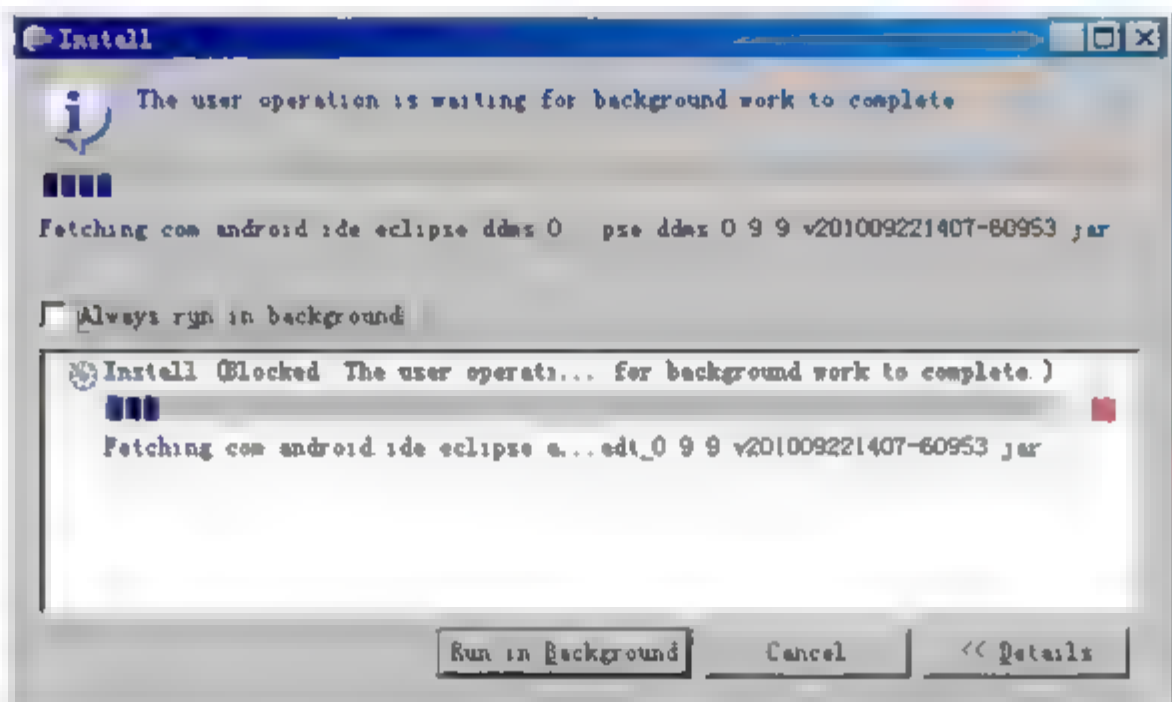 Install
The user operation is waiting for background work to complete
Fetching com android ide eclipse ddms 0 pse ddms 0 9 9 v201009221407-60953 jar
Always run in background
Install (Blocked The user operati... for background work to complete.)
Fetching com android ide eclipse a...adt_0 9 9 v201009221407-60953 jar
Run in Background Cancel << Details